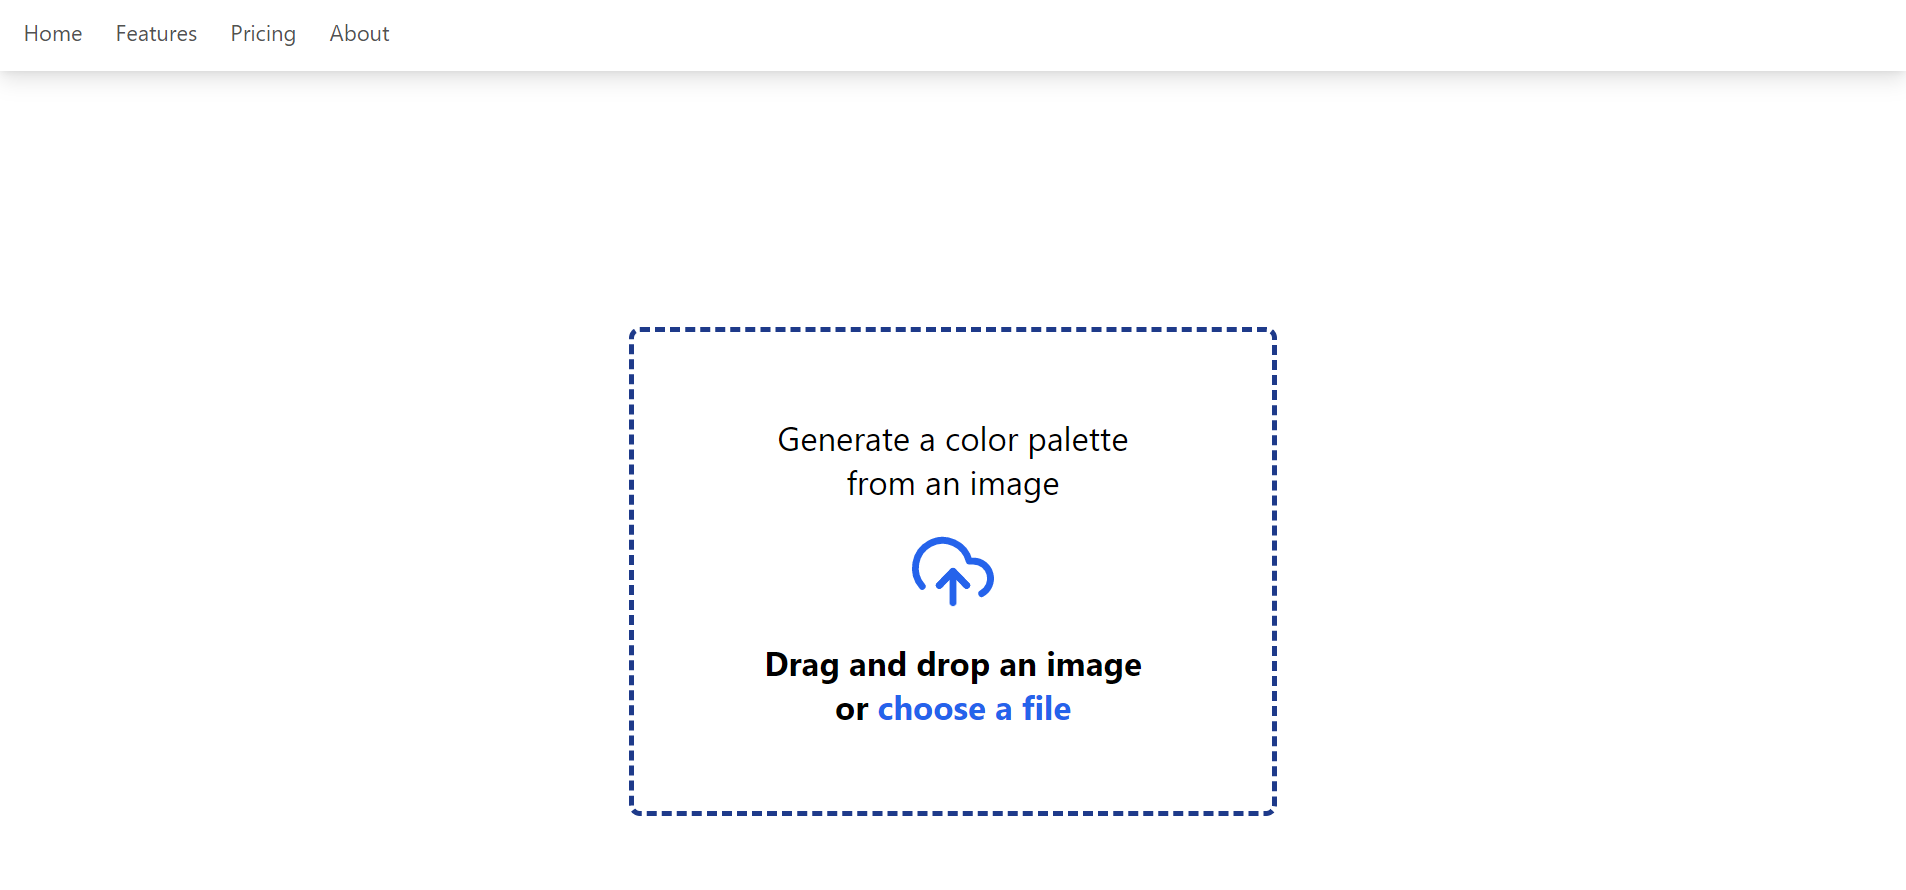 Home Features Pricing About
Generate a color palette
from an image
Drag and drop an image
or choose a file